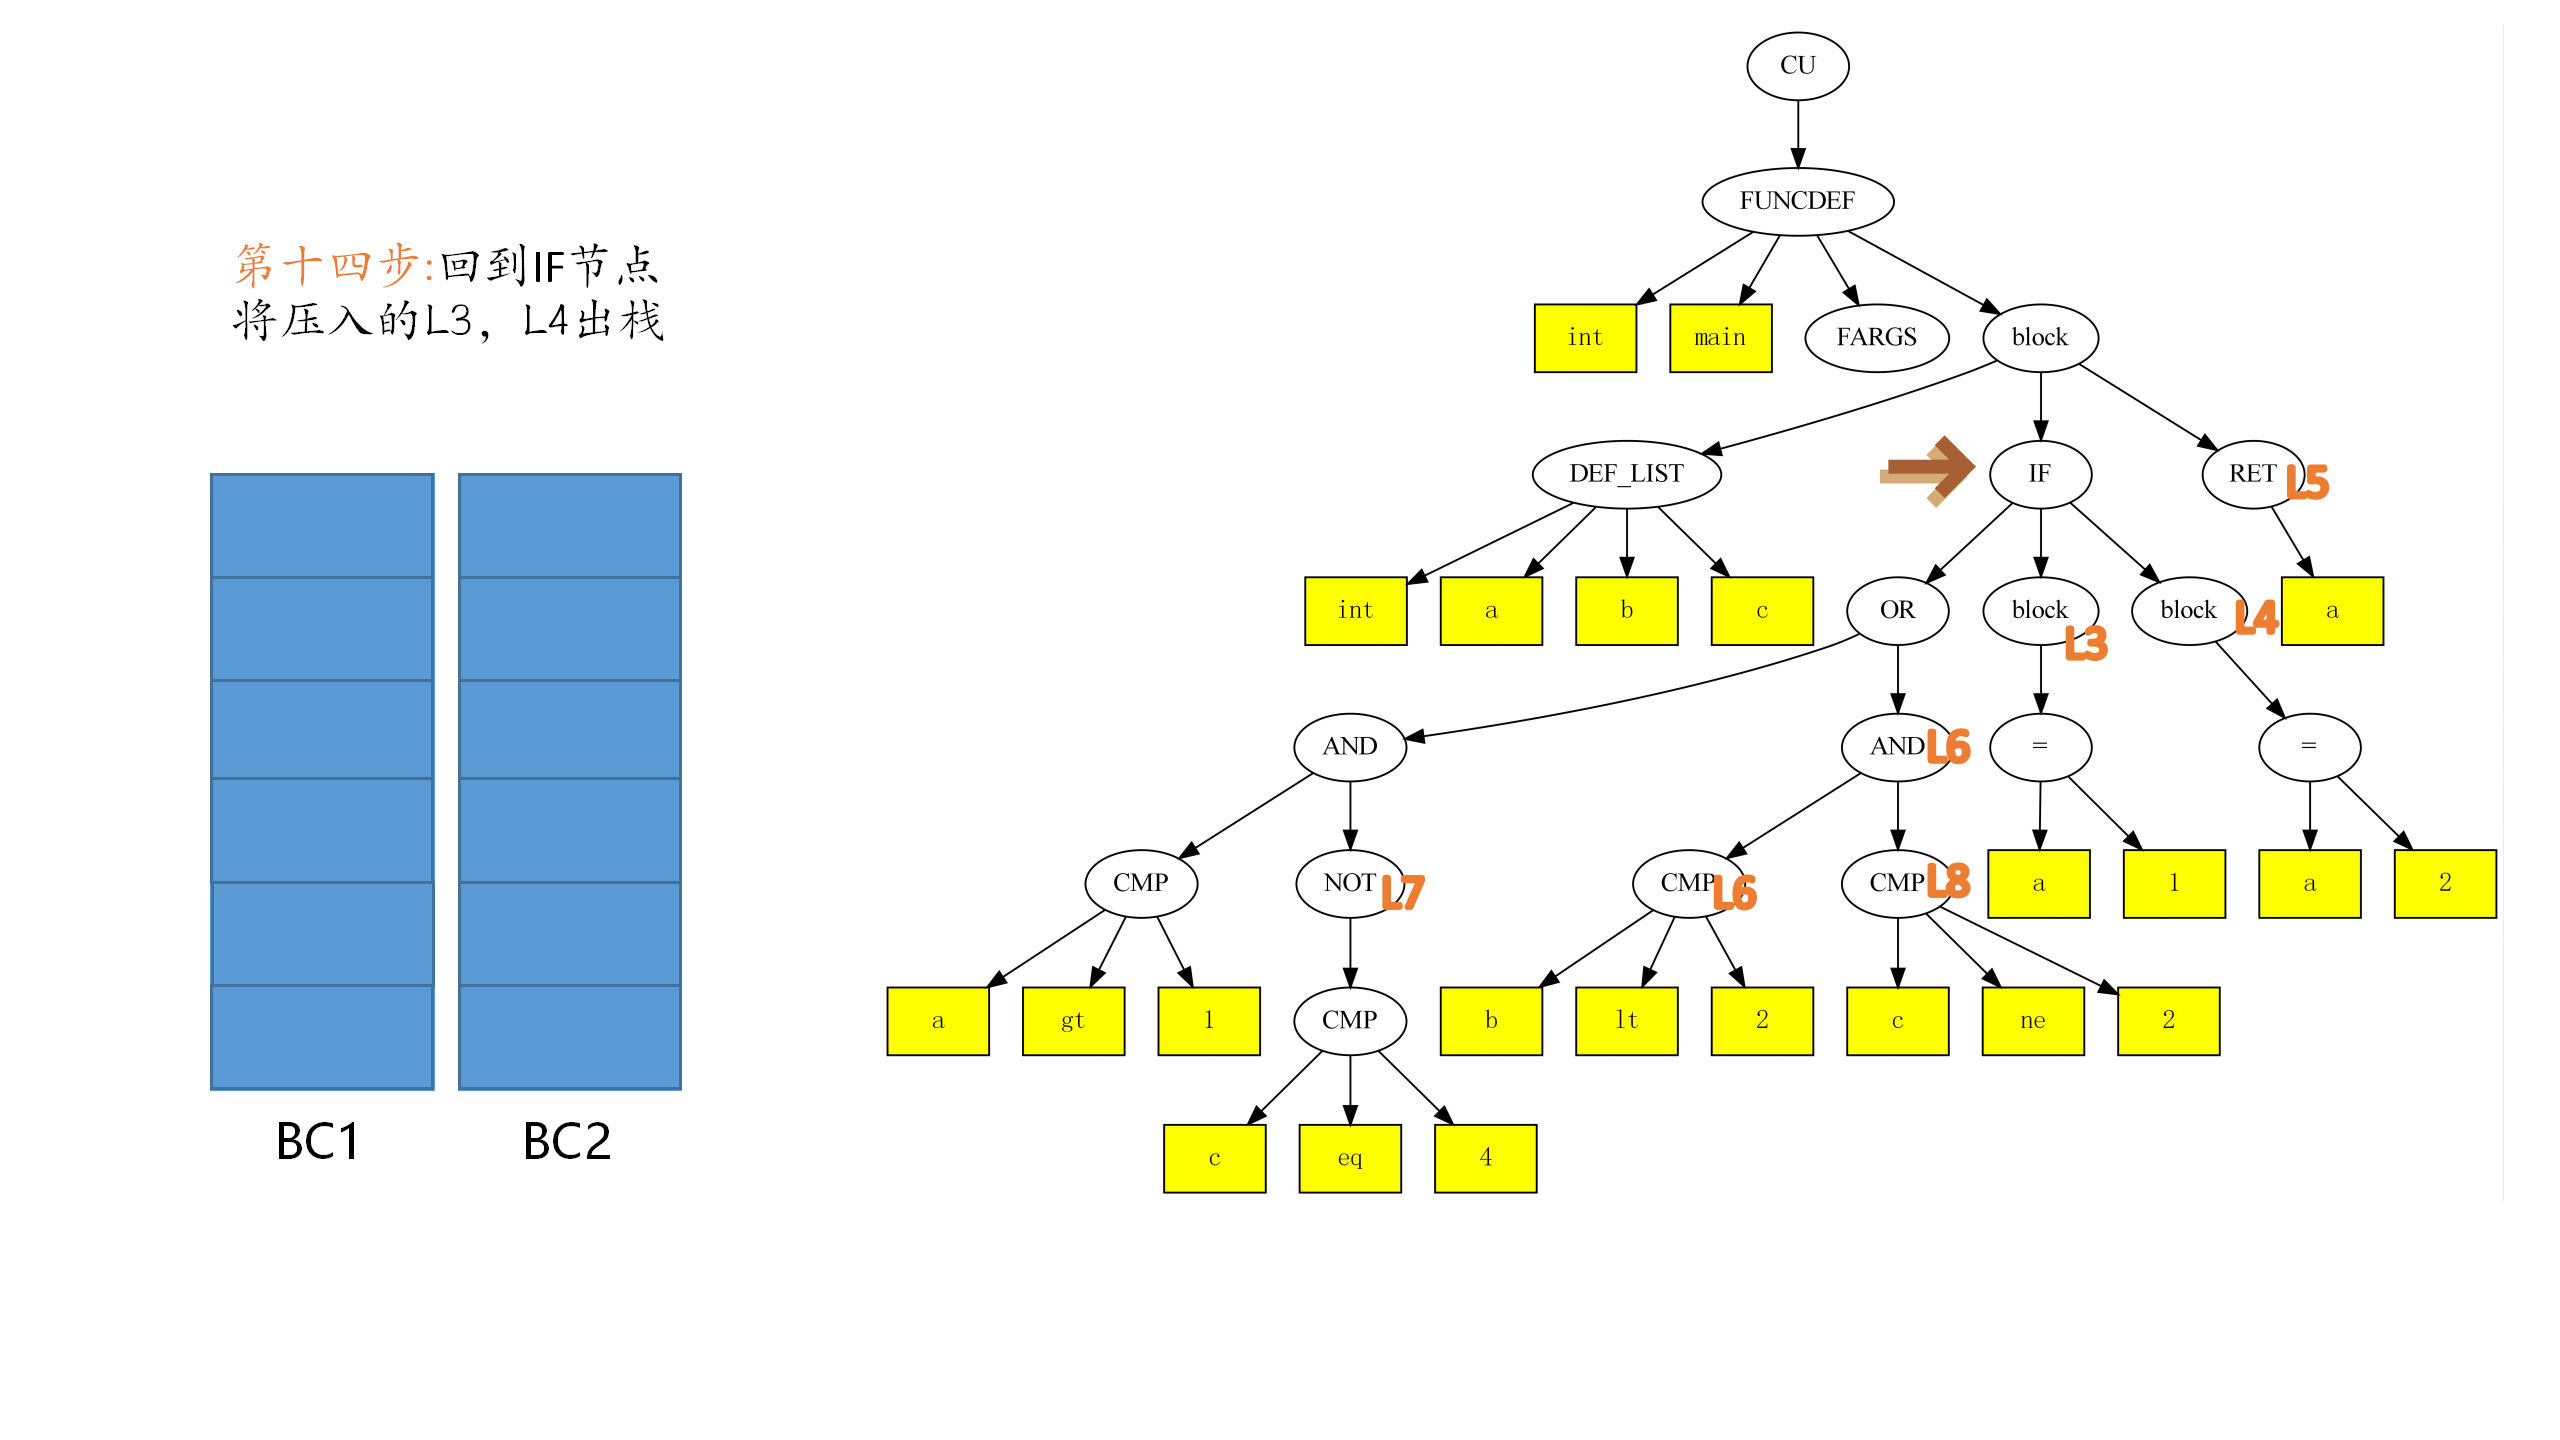 第十四步:回到IF节点
将压入的L3，L4出栈
BC1 BC2
CU
FUNCDEF
int main FARGS block
DEF_LIST IF RET L5
int a b c OR block L3 block L4 a
AND AND L6 = =
CMP NOT L7 CMP L6 CMP L8 a 1 a 2
a gt 1 CMP b lt 2 c ne 2
c eq 4